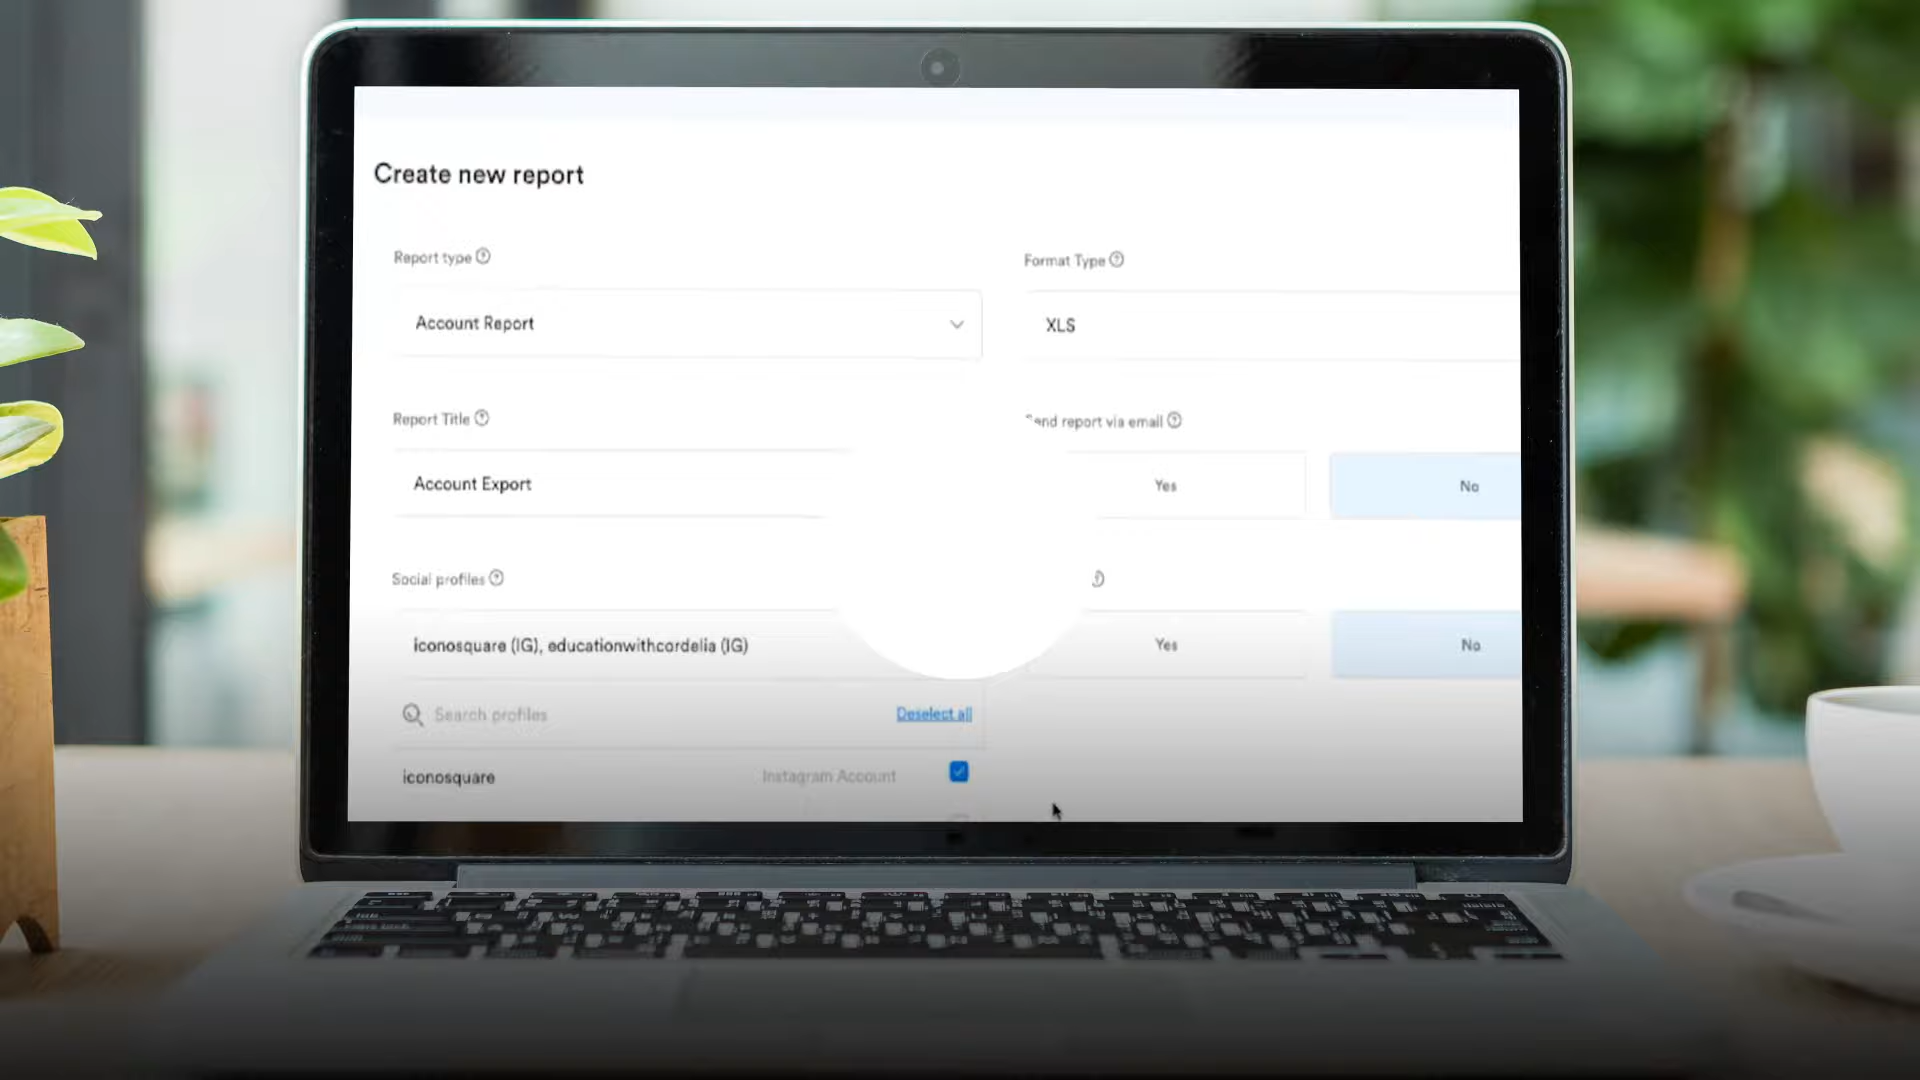 Create new report
Report type
Format Type
Account Report
XLS
Report Title
end report via email
Account Export
Yes
No
Social profiles
iconosquare (IG), educationwithcordelia (IG)
Yes
No
Search profiles
Deselect all
iconosquare
Instagram Account